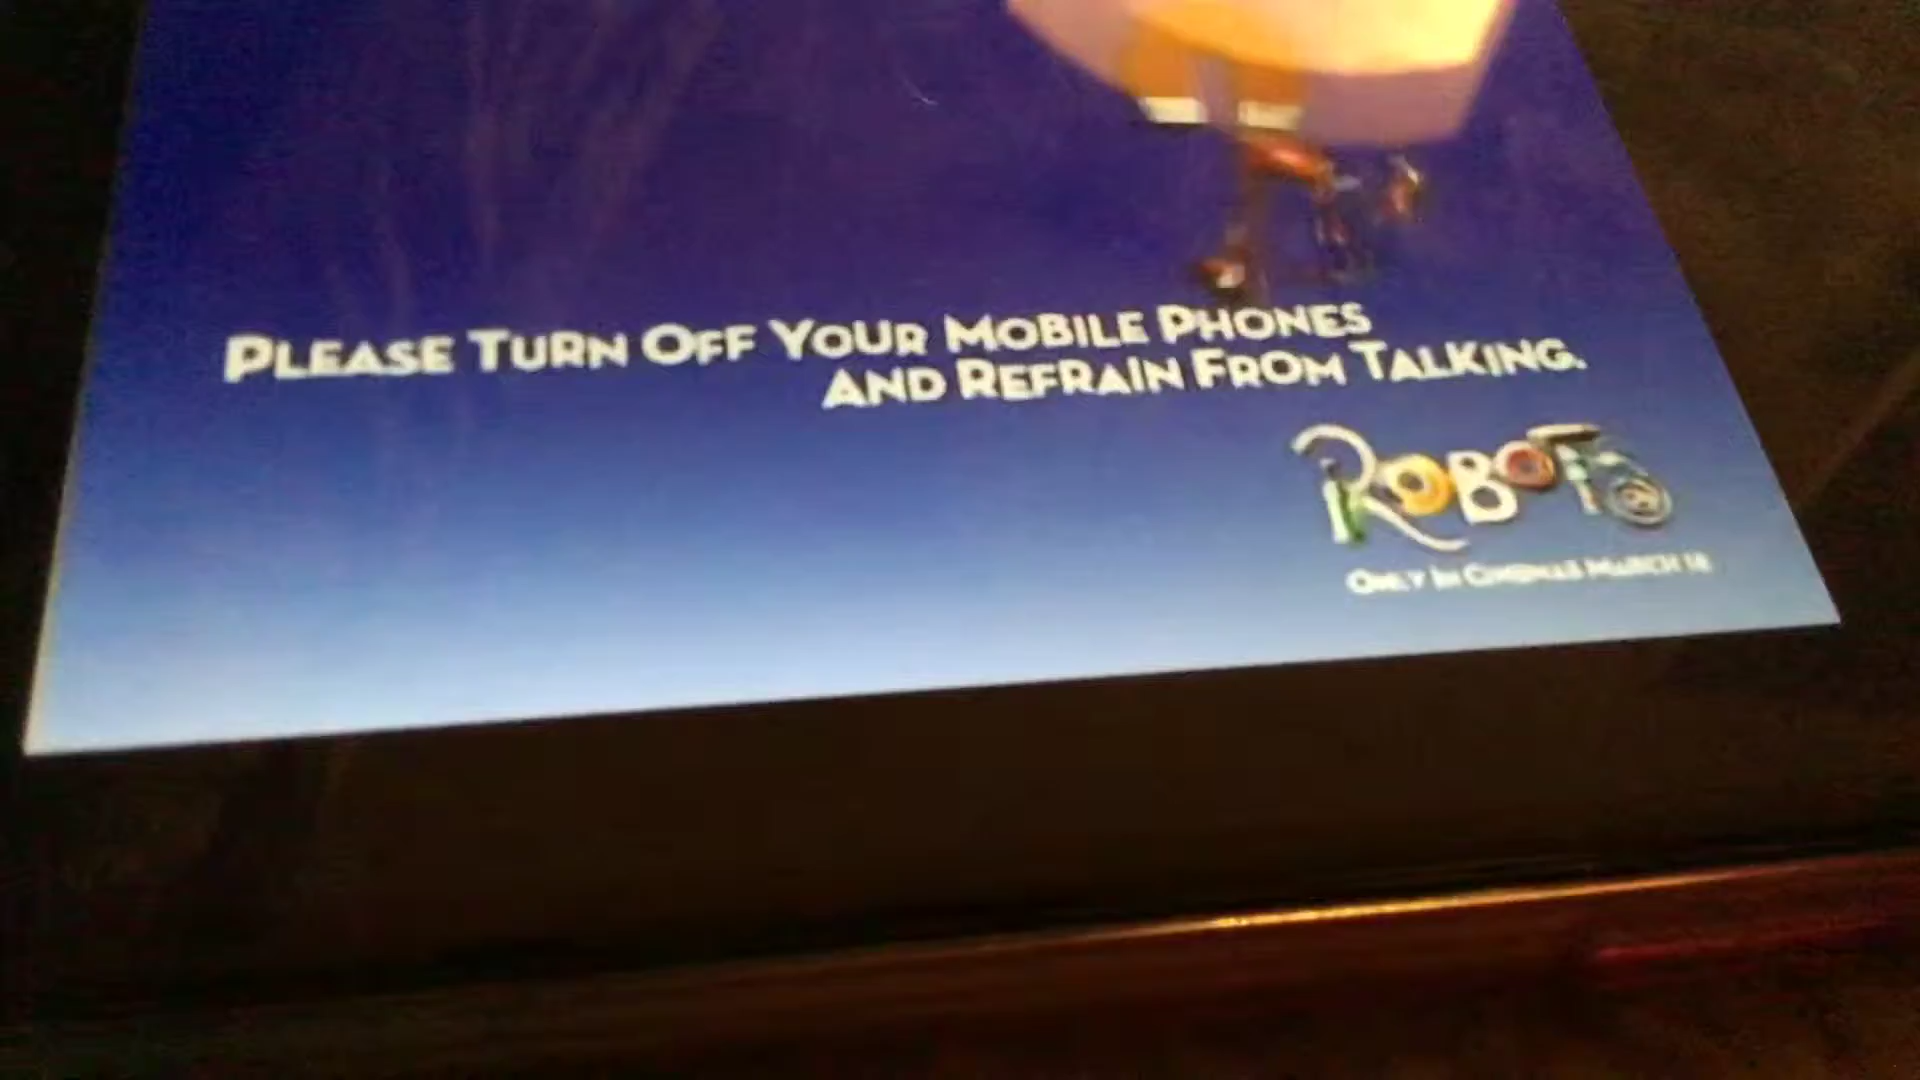 PLEASE TURN OFF YOUR MOBILE PHONES
AND REFRAIN FROM TALKING.
ROBOTS
ONLY IN CINEMAS MARCH 18